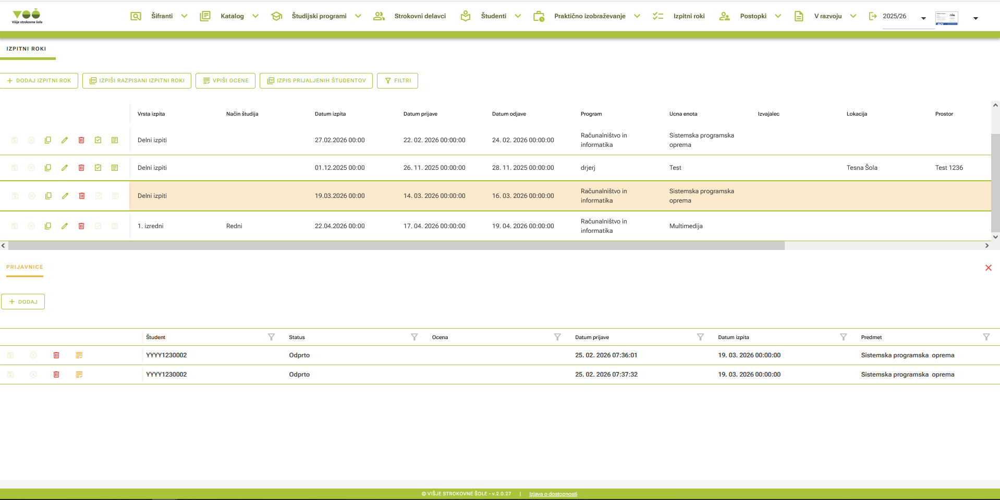 VOŠ
Višje strokovne šole
Šifranti
Katalog
Študijski programi
Strokovni delavci
Študenti
Praktično izobraževanje
Izpitni roki
Postopki
V razvoju
2025/26
IZPITNI ROKI
DODAJ IZPITNI ROK
IZPIŠI RAZPISANI IZPITNI ROKI
VPIŠI OCENE
IZPIS PRIJALJENIH ŠTUDENTOV
FILTRI
Vrsta izpita Način študija Datum izpita Datum prijave Datum odjave Program Ucna enota Izvajalec Lokacija Prostor
Delni izpiti 27.02.2026 00:00 22. 02. 2026 00:00:00 24. 02. 2026 00:00:00 Računalništvo in Sistemska programska
informatika oprema
Delni izpiti 01.12.2025 00:00 26. 11. 2025 00:00:00 28. 11. 2025 00:00:00 drjerj Test Tesna Šola Test 1236
Delni izpiti 19.03.2026 00:00 14. 03. 2026 00:00:00 16. 03. 2026 00:00:00 Računalništvo in Sistemska programska
informatika oprema
1. izredni Redni 22.04.2026 00:00 17. 04. 2026 00:00:00 19. 04. 2026 00:00:00 Računalništvo in Multimedija
informatika
PRIJAVNICE
DODAJ
Študent Status Ocena Datum prijave Datum izpita Predmet
YYYY1230002 Odprto 25. 02. 2026 07:36:01 19. 03. 2026 00:00:00 Sistemska programska oprema
YYYY1230002 Odprto 25. 02. 2026 07:37:32 19. 03. 2026 00:00:00 Sistemska programska oprema
© VIŠJE STROKOVNE ŠOLE - v.2.0.27 | Izjava o dostopnosti